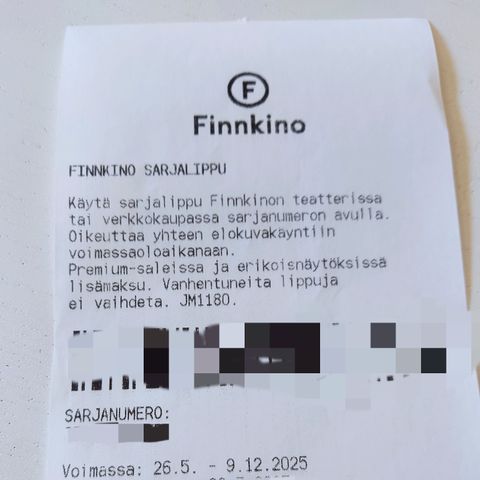 F
Finnkino
FINNKINO SARJALIPPU
Käytä sarjalippu Finnkinon teatterissa
tai verkkokaupassa sarjanumeron avulla.
Oikeuttaa yhteen elokuvakäyntiin
voimassaoloaikanaan.
Premium-saleissa ja erikoisnäytöksissä
lisämaksu. Vanhentuneita lippuja
ei vaihdeta. JM1180.
SARJANUMERO:
Voimassa: 26.5. - 9.12.2025